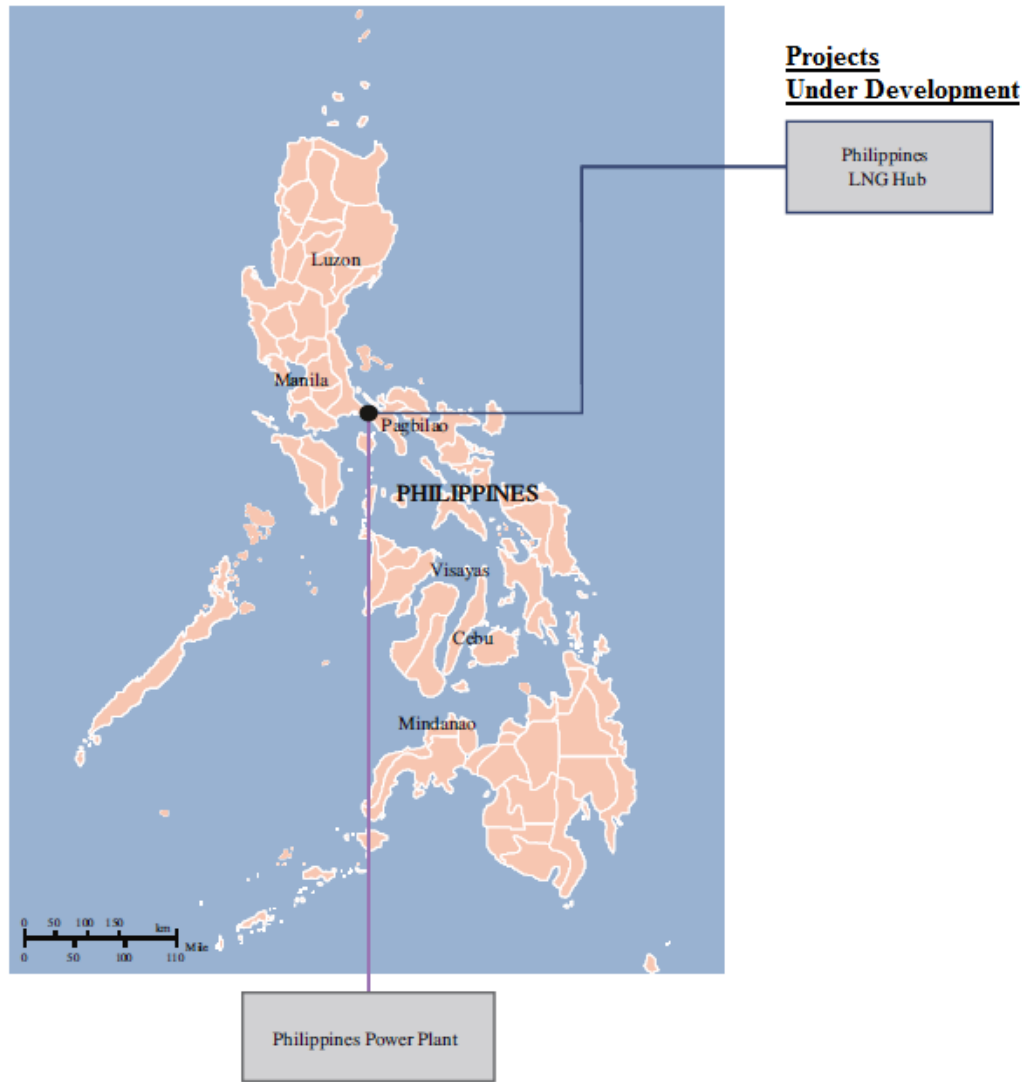 Projects
Under Development
Philippines
LNG Hub
Luzon
Manila
Pagbilao
PHILIPPINES
Visayas
Cebu
Mindanao
0 50 100 150 km
Mile
0 50 100 110
Philippines Power Plant